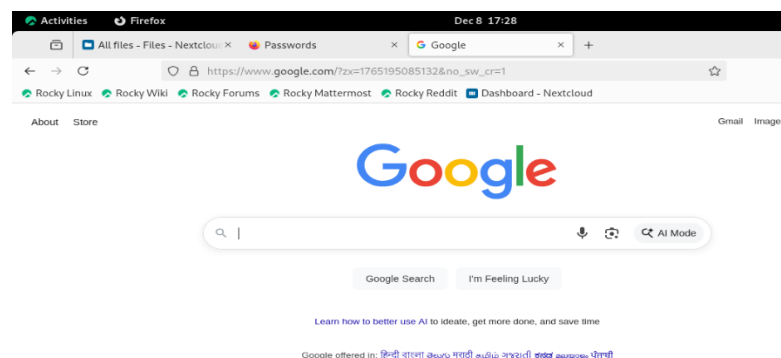 Activities Firefox Dec 8 17:28
All files - Files - Nextclou Passwords Google
https://www.google.com/?zx=1765195085132&no_sw_cr=1
Rocky Linux Rocky Wiki Rocky Forums Rocky Mattermost Rocky Reddit Dashboard - Nextcloud
About Store Gmail Image
Google
AI Mode
Google Search I'm Feeling Lucky
Learn how to better use AI to ideate, get more done, and save time
Google offered in: हिन्दी বাংলা తెలుగు मराठी தமிழ் ગુજરાતી ಕನ್ನಡ മലയാളം ਪੰਜਾਬੀ